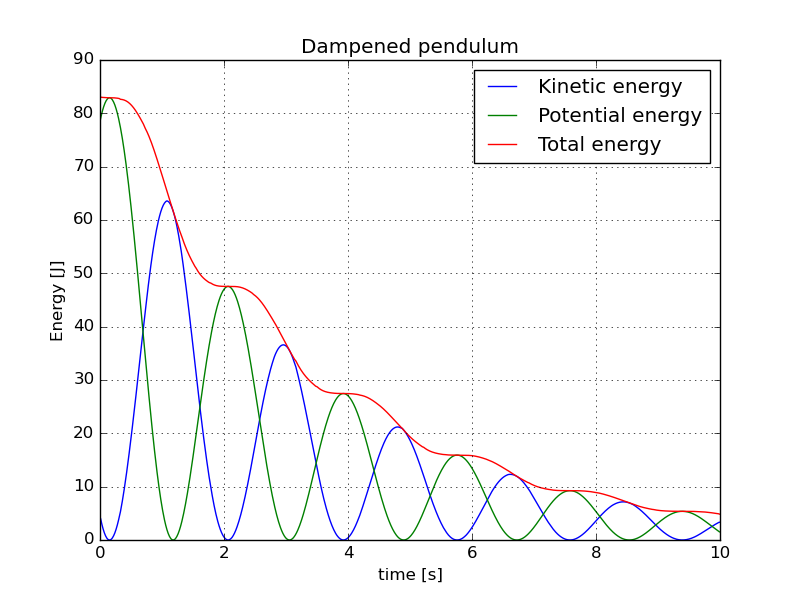 Dampened pendulum
Kinetic energy
Potential energy
Total energy
Energy [J]
90
80
70
60
50
40
30
20
10
0
0 2 4 6 8 10
time [s]